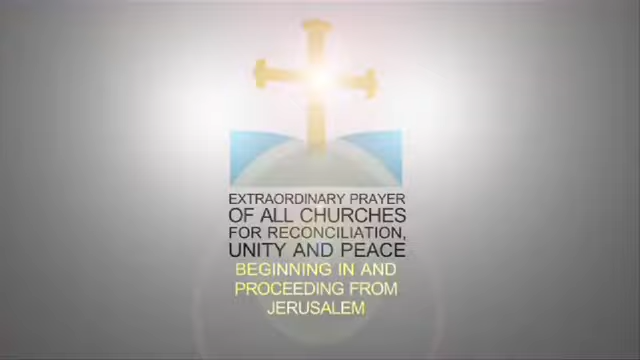 EXTRAORDINARY PRAYER
OF ALL CHURCHES
FOR RECONCILIATION,
UNITY AND PEACE
BEGINNING IN AND
PROCEEDING FROM
JERUSALEM